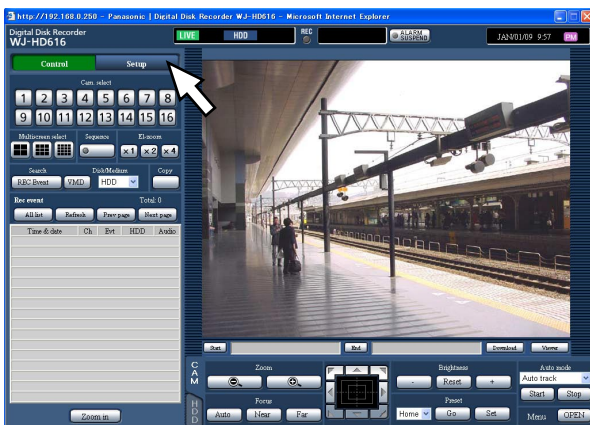 http://192.168.0.250 - Panasonic | Digital Disk Recorder WJ-HD616 - Microsoft Internet Explorer
Digital Disk Recorder
WJ-HD616
LIVE HDD REC ALARM SUSPEND JAN/01/09 9:57 PM
Control Setup
Cam. select
1 2 3 4 5 6 7 8
9 10 11 12 13 14 15 16
Multiscreen select Sequence El-zoom
x1 x2 x4
Search Disk/Medium Copy
REC Event VMD HDD
Rec event Total: 0
All list Refresh Prev page Next page
Time & date Ch Evt HDD Audio
Zoom in
Start End Download Viewer
CAM
HDD
Zoom Brightness Auto mode
- Reset + Auto track
Focus Preset Start Stop
Auto Near Far Home Go Set Menu OPEN